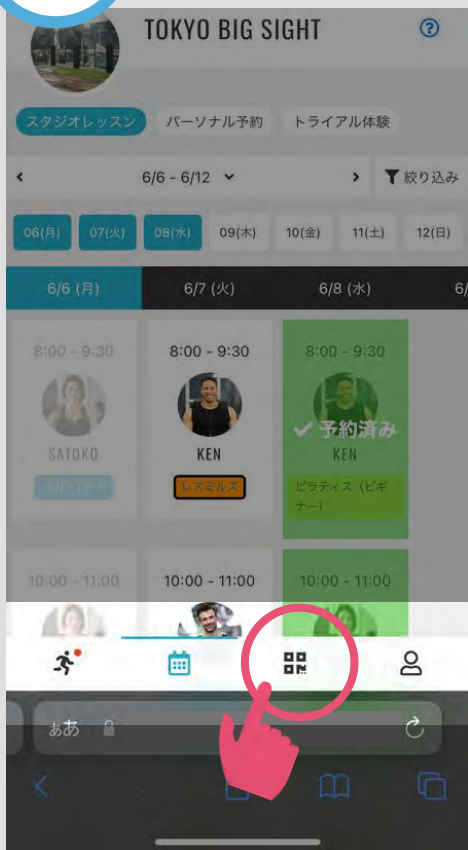 TOKYO BIG SIGHT
スタジオレッスン パーソナル予約 トライアル体験
6/6 - 6/12 絞り込み
06(月) 07(火) 08(水) 09(木) 10(金) 11(土) 12(日)
6/6 (月) 6/7 (火) 6/8 (水) 6/
8:00 - 9:30 8:00 - 9:30 8:00 - 9:30
予約済み
SATOKO KEN KEN
レズミルズ ピラティス（ビギ
ナー）
10:00 - 11:00 10:00 - 11:00 10:00 - 11:00
ぁあ